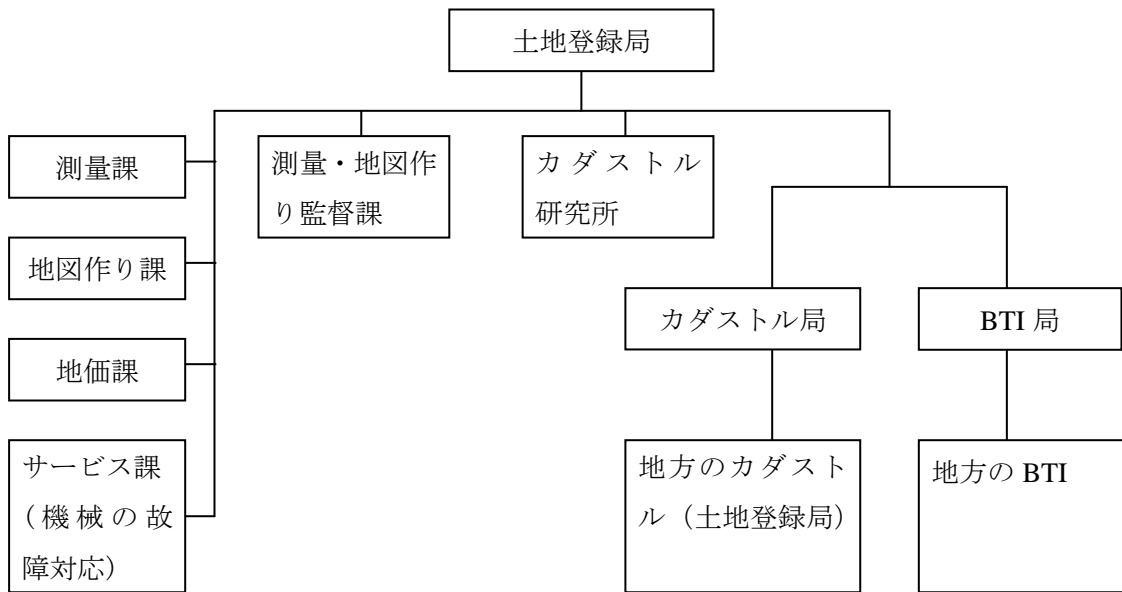 土地登録局
測量課
測量・地図作
り監督課
カダストル
研究所
地図作り課
カダストル局
BTI 局
地価課
サービス課
（機械の故
障対応）
地方のカダスト
ル（土地登録局）
地方の BTI